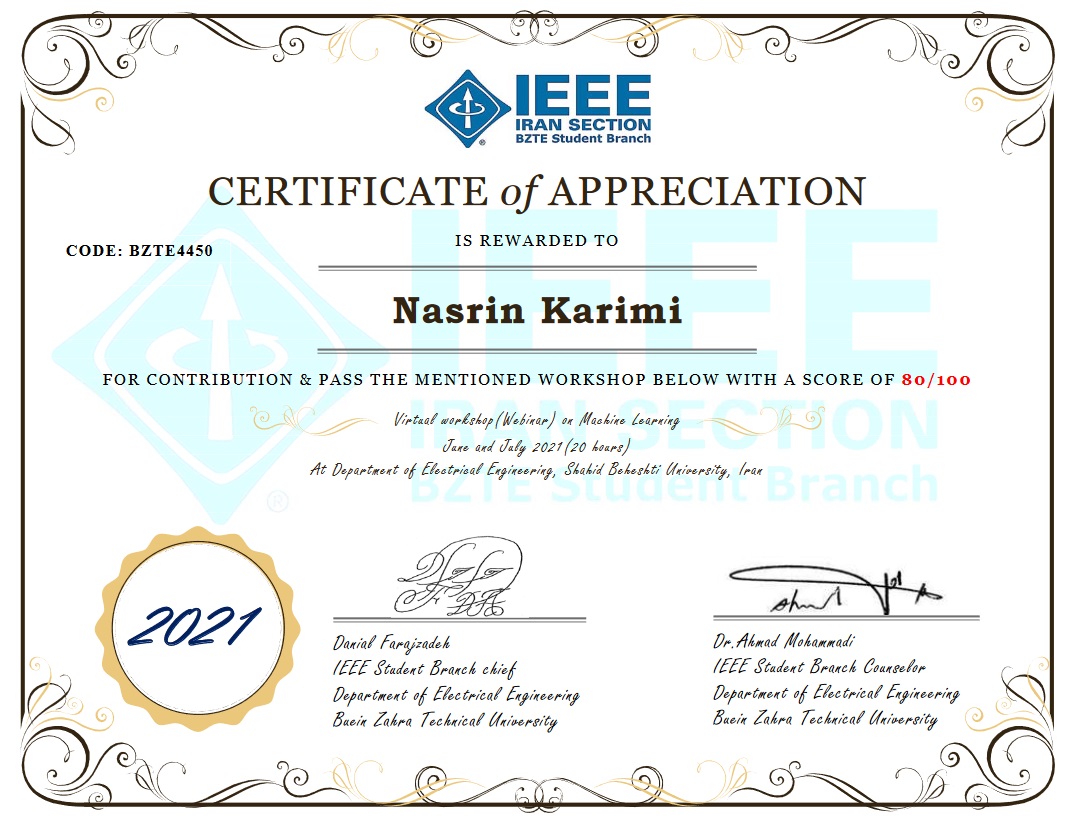 IEEE
IRAN SECTION
BZTE Student Branch
®
CERTIFICATE of APPRECIATION
IS REWARDED TO
CODE: BZTE4450
Nasrin Karimi
FOR CONTRIBUTION & PASS THE MENTIONED WORKSHOP BELOW WITH A SCORE OF 80/100
Virtual workshop(Webinar) on Machine Learning
June and July 2021(20 hours)
At Department of Electrical Engineering, Shahid Beheshti University, Iran
IEEE
IRAN SECTION
BZTE Student Branch
®
2021
Danial Farajzadeh
IEEE Student Branch chief
Department of Electrical Engineering
Buein Zahra Technical University
Dr.Ahmad Mohammadi
IEEE Student Branch Counselor
Department of Electrical Engineering
Buein Zahra Technical University